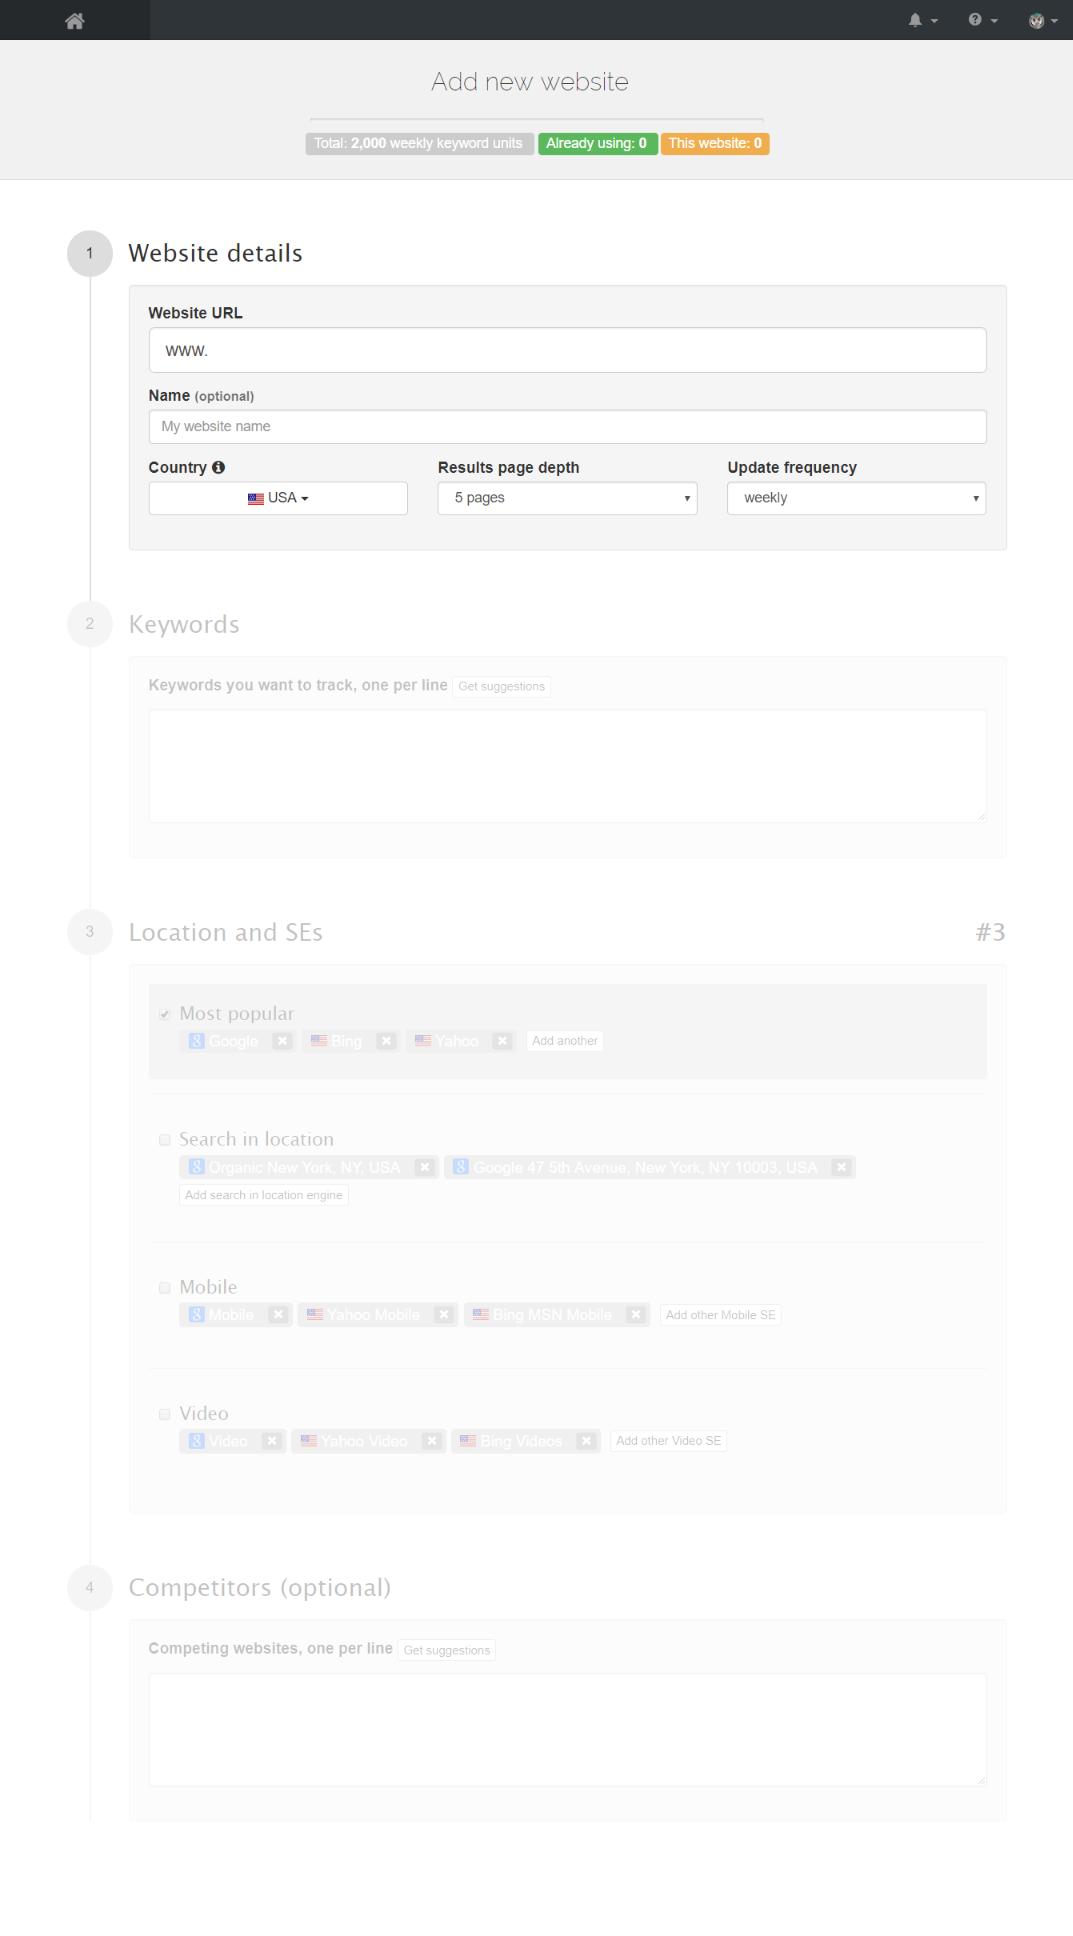 Add new website
Total: 2,000 weekly keyword units Already using: 0 This website: 0
1 Website details
Website URL
www.
Name (optional)
My website name
Country Results page depth Update frequency
USA 5 pages weekly
2 Keywords
Keywords you want to track, one per line Get suggestions
3 Location and SEs #3
Most popular
Google Bing Yahoo Add another
Search in location
Organic New York, NY, USA Google 47 5th Avenue, New York, NY 10003, USA
Add search in location engine
Mobile
Mobile Yahoo Mobile Bing MSN Mobile Add other Mobile SE
Video
Video Yahoo Video Bing Videos Add other Video SE
4 Competitors (optional)
Competing websites, one per line Get suggestions